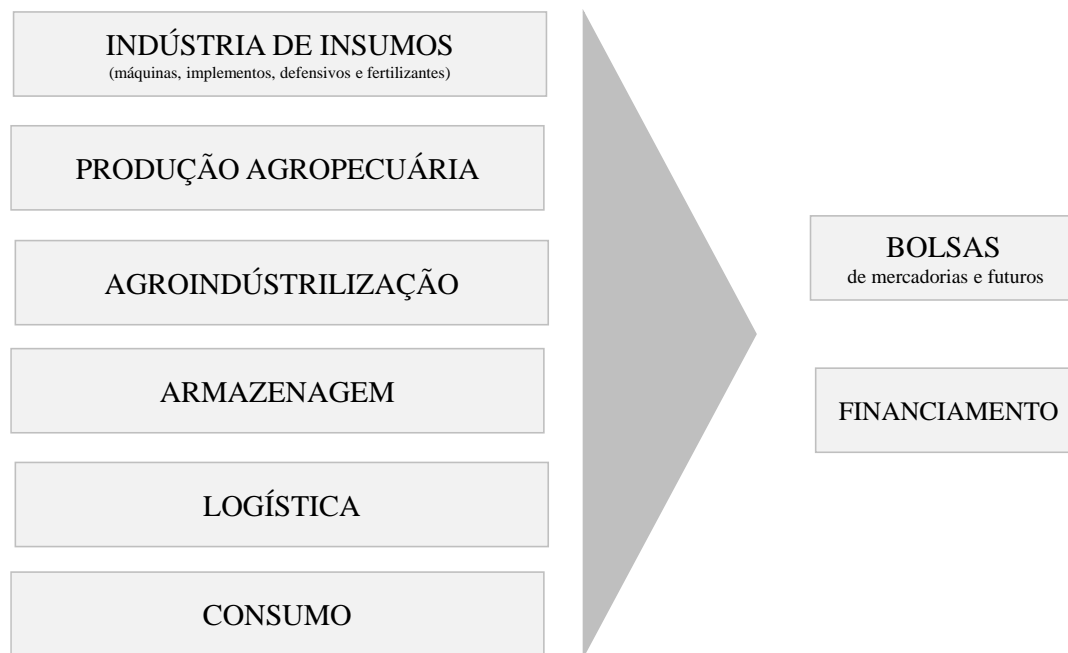 INDÚSTRIA DE INSUMOS
(máquinas, implementos, defensivos e fertilizantes)
PRODUÇÃO AGROPECUÁRIA
AGROINDÚSTRILIZAÇÃO
ARMAZENAGEM
LOGÍSTICA
CONSUMO
BOLSAS
de mercadorias e futuros
FINANCIAMENTO